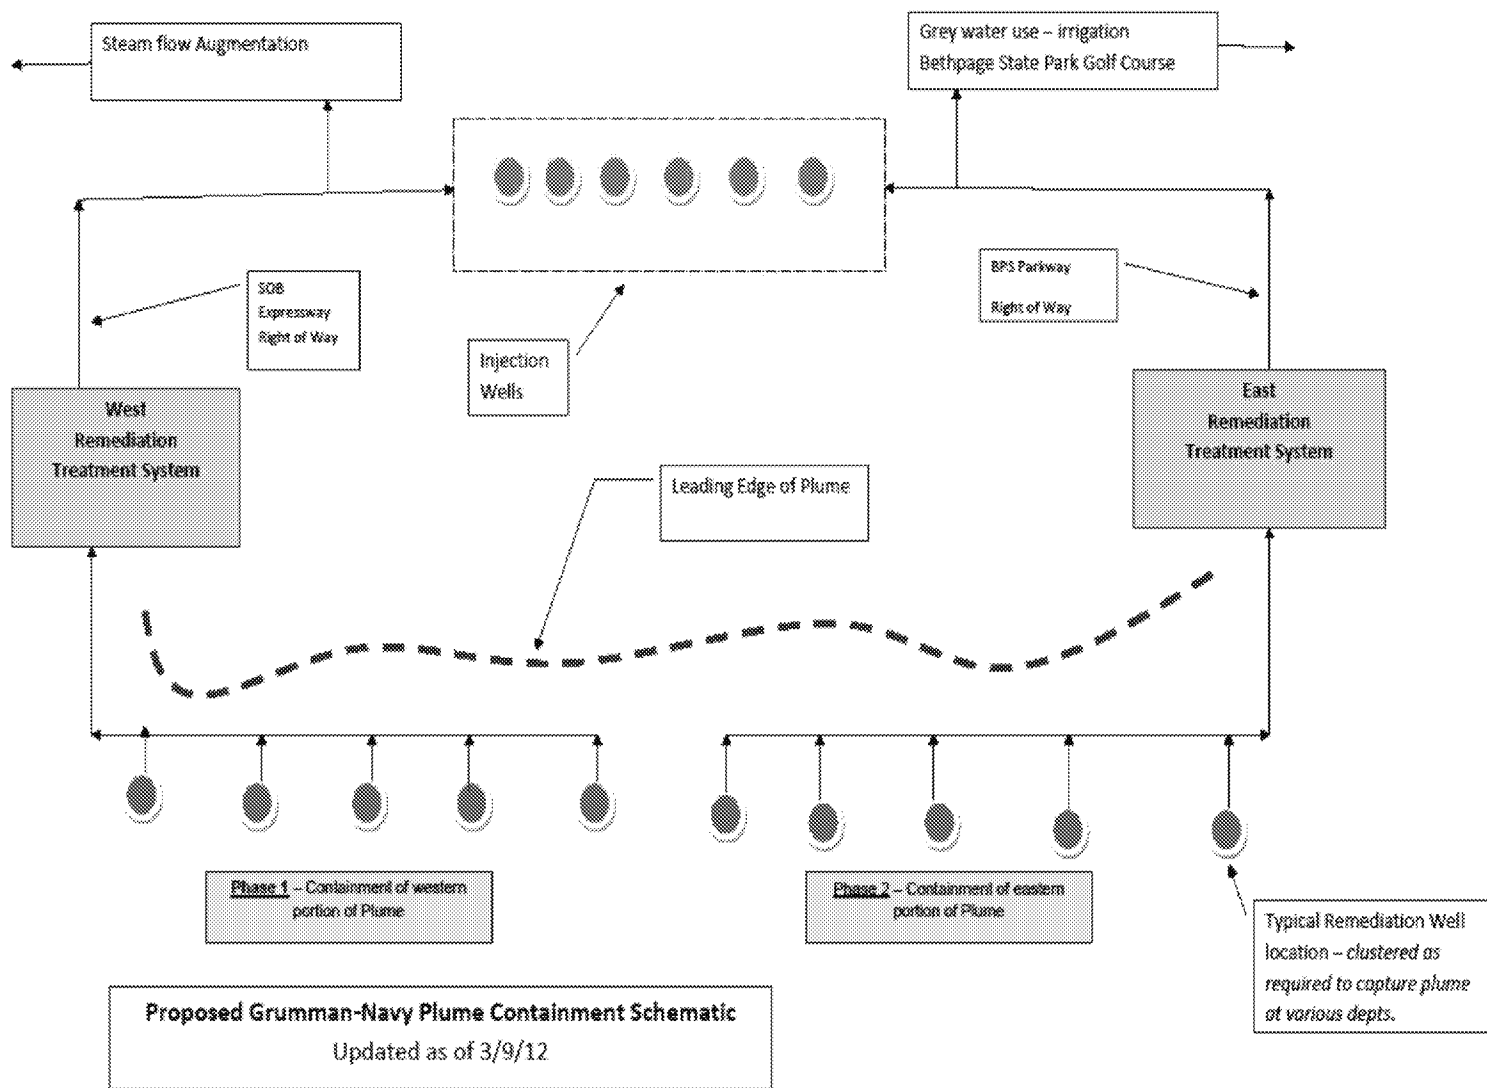 Steam flow Augmentation
Grey water use – irrigation
Bethpage State Park Golf Course
SOB
Expressway
Right of Way
BPS Parkway
Right of Way
Injection
Wells
West
Remediation
Treatment System
East
Remediation
Treatment System
Leading Edge of Plume
Phase 1 – Containment of western
portion of Plume
Phase 2 – Containment of eastern
portion of Plume
Typical Remediation Well
location – clustered as
required to capture plume
at various depts.
Proposed Grumman-Navy Plume Containment Schematic
Updated as of 3/9/12